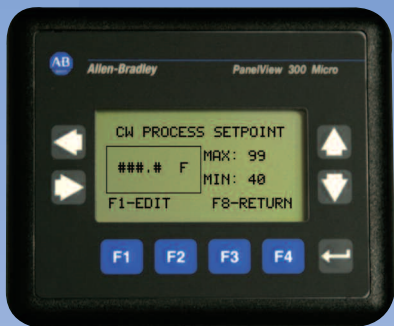 AB
Allen-Bradley PanelView 300 Micro
CW PROCESS SETPOINT
###.# F MAX: 99
MIN: 40
F1-EDIT F8-RETURN
F1 F2 F3 F4